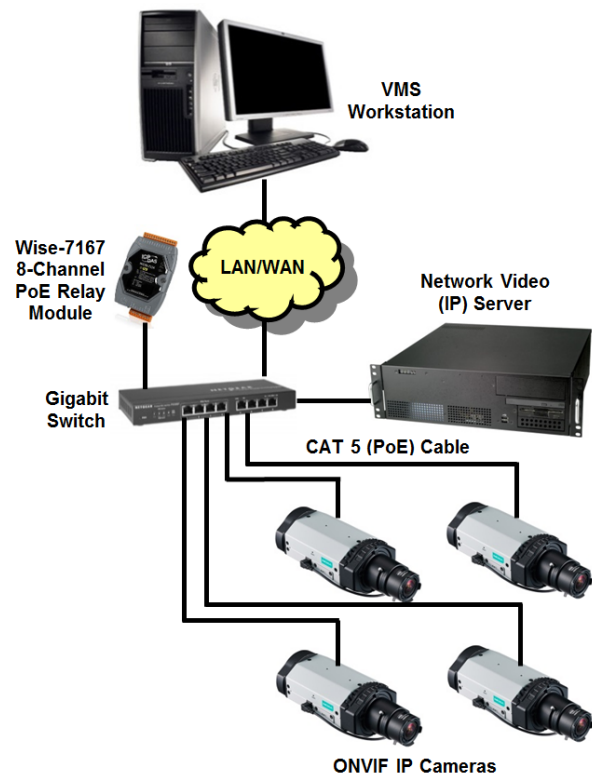 VMS
Workstation
Wise-7167
8-Channel
PoE Relay
Module
LAN/WAN
Network Video
(IP) Server
Gigabit
Switch
NETGEAR
CAT 5 (PoE) Cable
ONVIF IP Cameras